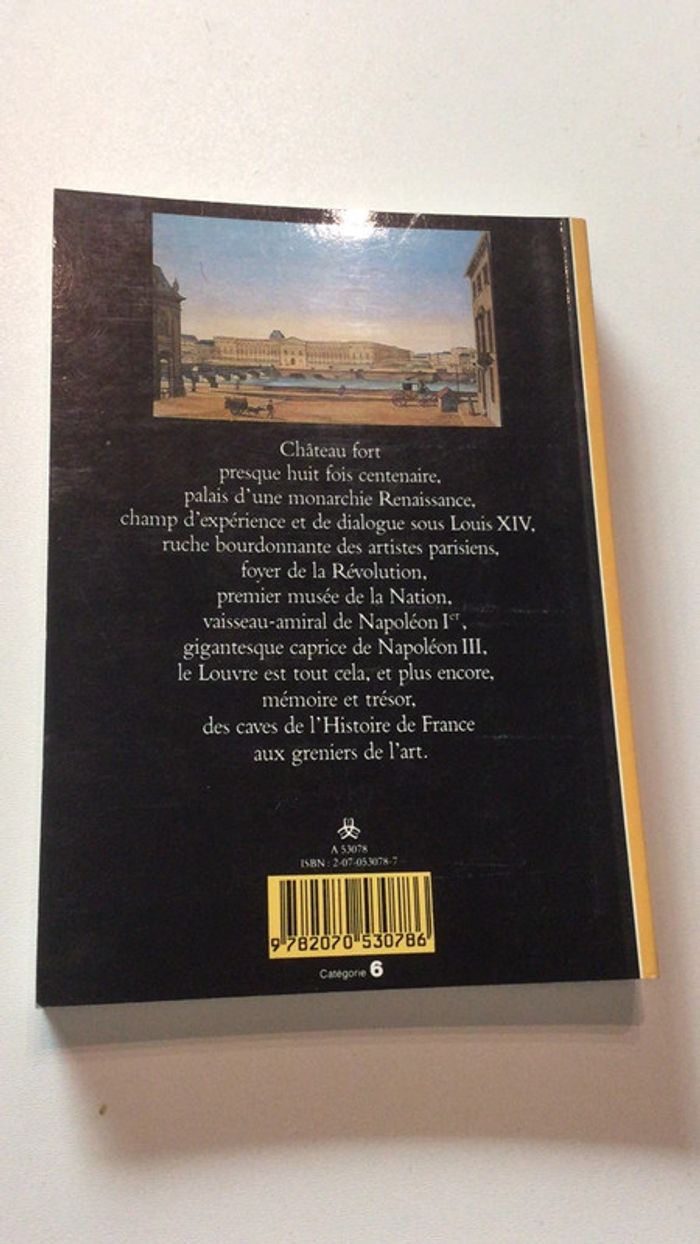 Château fort
presque huit fois centenaire,
palais d'une monarchie Renaissance,
champ d'expérience et de dialogue sous Louis XIV,
ruche bourdonnante des artistes parisiens,
foyer de la Révolution,
premier musée de la Nation,
vaisseau-amiral de Napoléon Ier,
gigantesque caprice de Napoléon III,
le Louvre est tout cela, et plus encore,
mémoire et trésor,
des caves de l'Histoire de France
aux greniers de l'art.
A 53078
ISBN : 2-07-053078-7
9 782070 530786
Catégorie 6